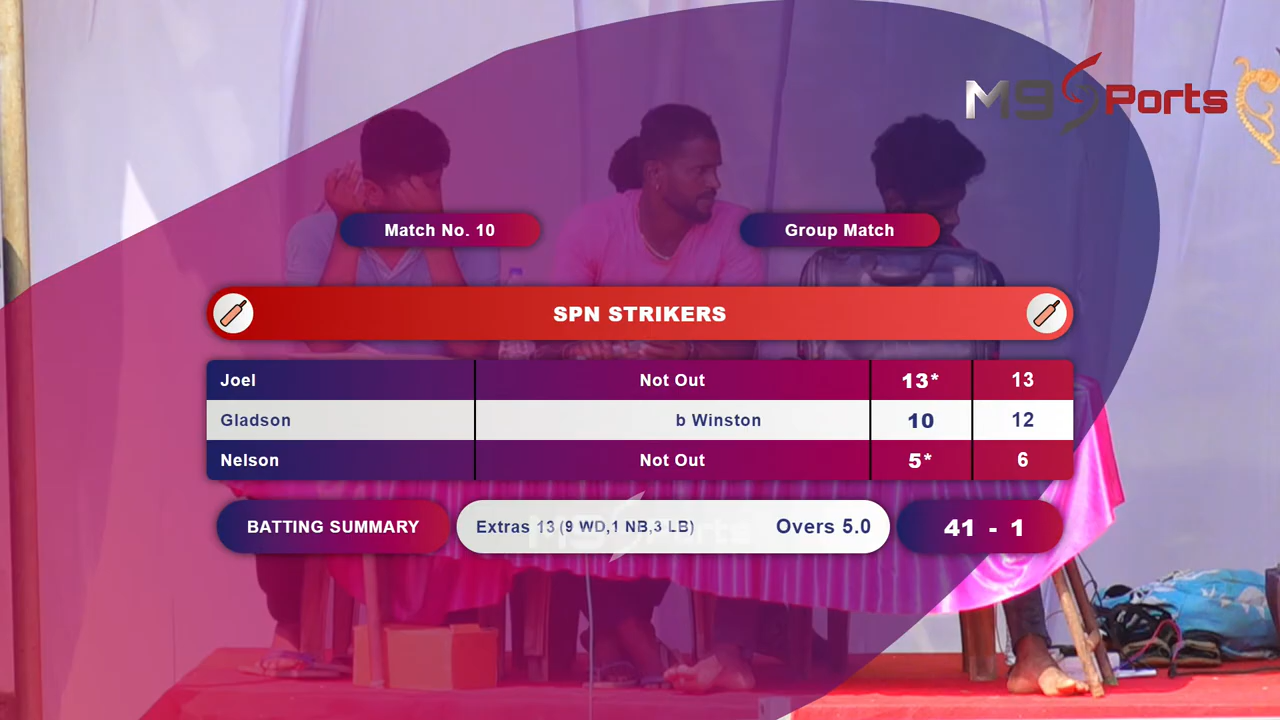 M9 SPorts
Match No. 10
Group Match
SPN STRIKERS
Joel Not Out 13* 13
Gladson b Winston 10 12
Nelson Not Out 5* 6
BATTING SUMMARY Extras 13 (9 WD,1 NB,3 LB) Overs 5.0 41 - 1
M9 SPorts